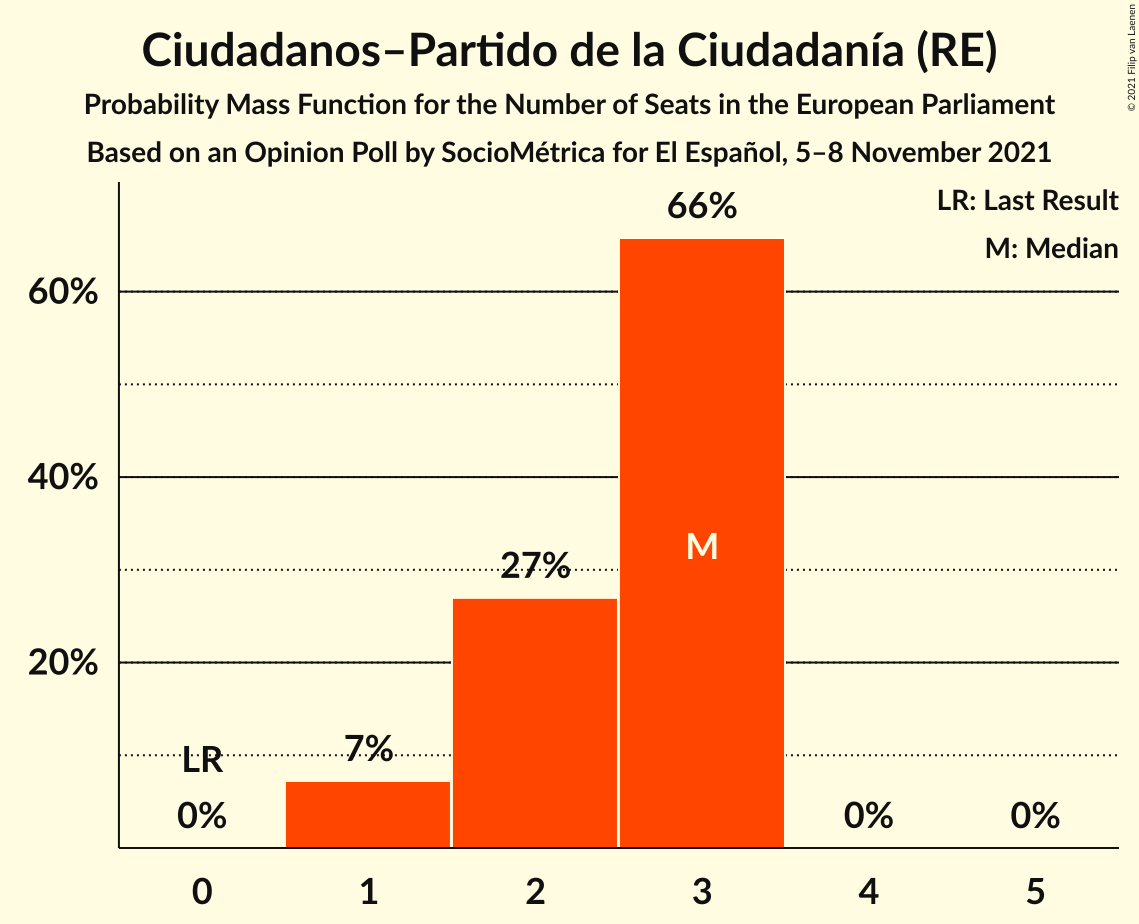 Ciudadanos–Partido de la Ciudadanía (RE)
Probability Mass Function for the Number of Seats in the European Parliament
Based on an Opinion Poll by SocioMétrica for El Español, 5–8 November 2021
© 2021 Filip van Laenen
LR: Last Result
M: Median
66%
60%
40%
M
27%
20%
LR
7%
0%
0%
0%
0
1
2
3
4
5